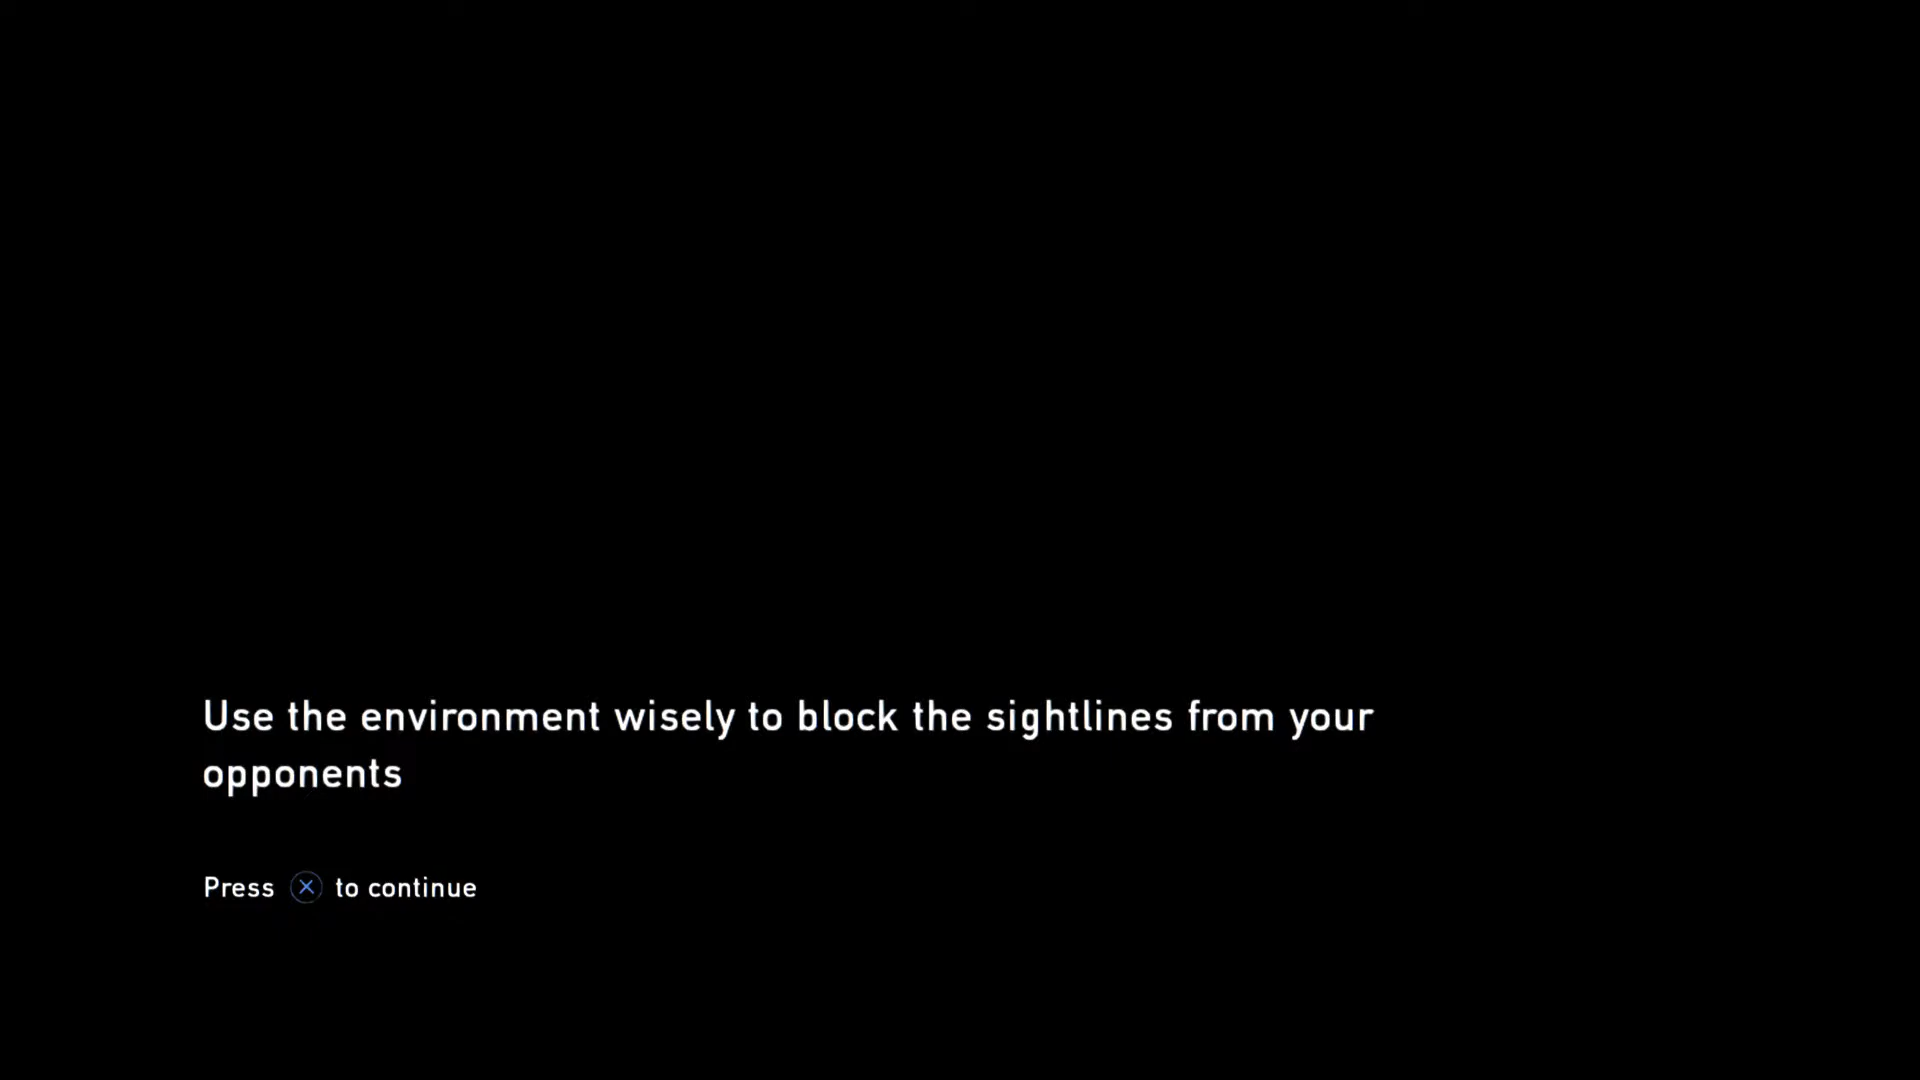 Use the environment wisely to block the sightlines from your
opponents
Press ⓧ to continue